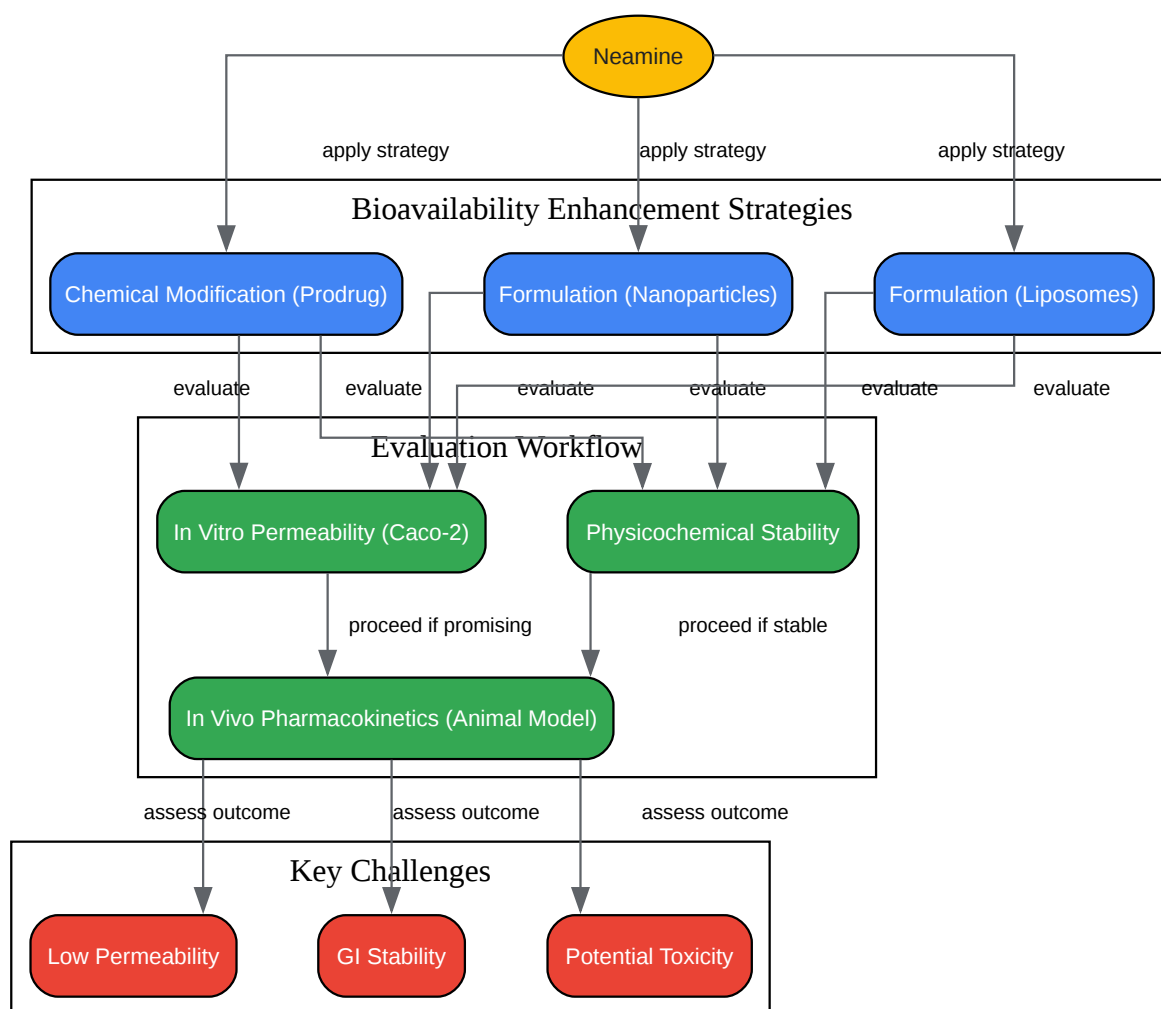 Neamine
apply strategy
apply strategy
apply strategy
Bioavailability Enhancement Strategies
Chemical Modification (Prodrug)
Formulation (Nanoparticles)
Formulation (Liposomes)
evaluate
evaluate
evaluate
evaluate
evaluate
evaluate
Evaluation Workflow
In Vitro Permeability (Caco-2)
Physicochemical Stability
proceed if promising
proceed if stable
In Vivo Pharmacokinetics (Animal Model)
assess outcome
assess outcome
assess outcome
Key Challenges
Low Permeability
GI Stability
Potential Toxicity